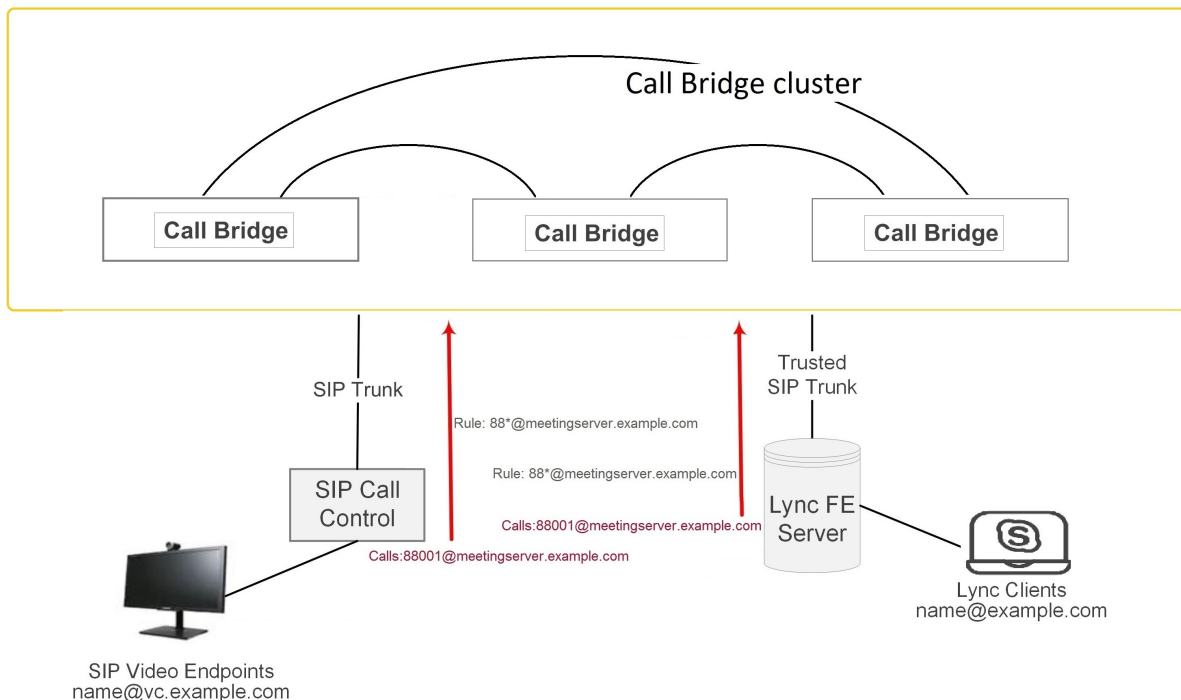 Call Bridge cluster
Call Bridge
Call Bridge
Call Bridge
SIP Trunk
Trusted
SIP Trunk
Rule: 88*@meetingserver.example.com
Rule: 88*@meetingserver.example.com
SIP Call
Control
Lync FE
Server
Calls:88001@meetingserver.example.com
Calls:88001@meetingserver.example.com
Lync Clients
name@example.com
SIP Video Endpoints
name@vc.example.com